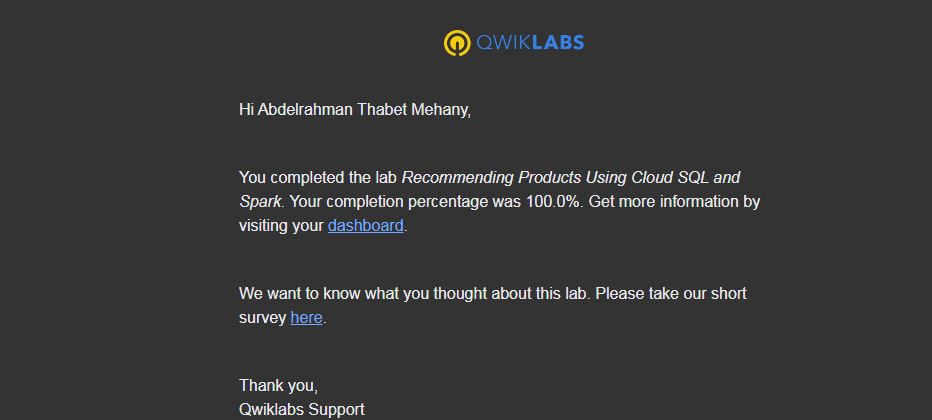 QWIKLABS
Hi Abdelrahman Thabet Mehany,
You completed the lab Recommending Products Using Cloud SQL and
Spark. Your completion percentage was 100.0%. Get more information by
visiting your dashboard.
We want to know what you thought about this lab. Please take our short
survey here.
Thank you,
Qwiklabs Support